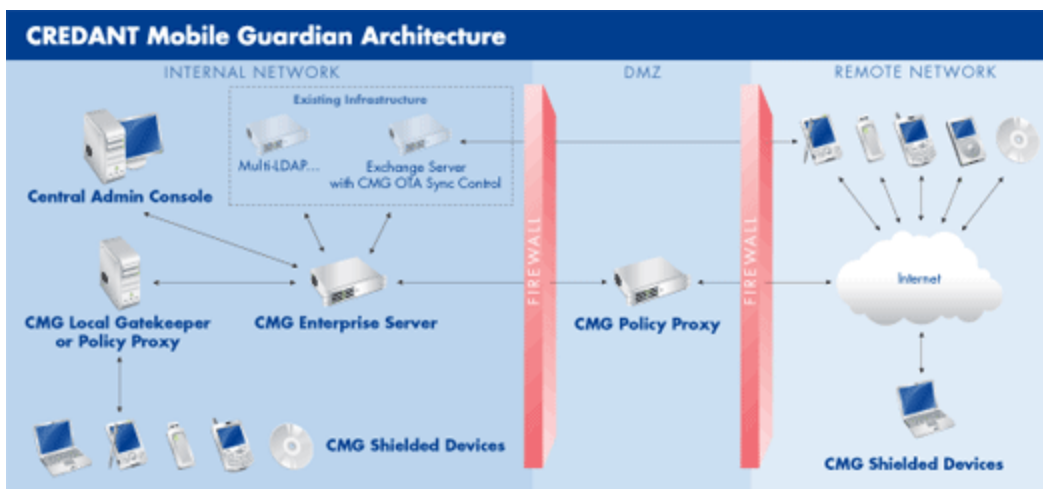 CREDANT Mobile Guardian Architecture
INTERNAL NETWORK
DMZ
REMOTE NETWORK
Existing Infrastructure
Multi-LDAP...
Exchange Server
with CMG OTA Sync Control
Central Admin Console
FIREWALL
FIREWALL
Internet
CMG Local Gatekeeper
or Policy Proxy
CMG Enterprise Server
CMG Policy Proxy
CMG Shielded Devices
CMG Shielded Devices